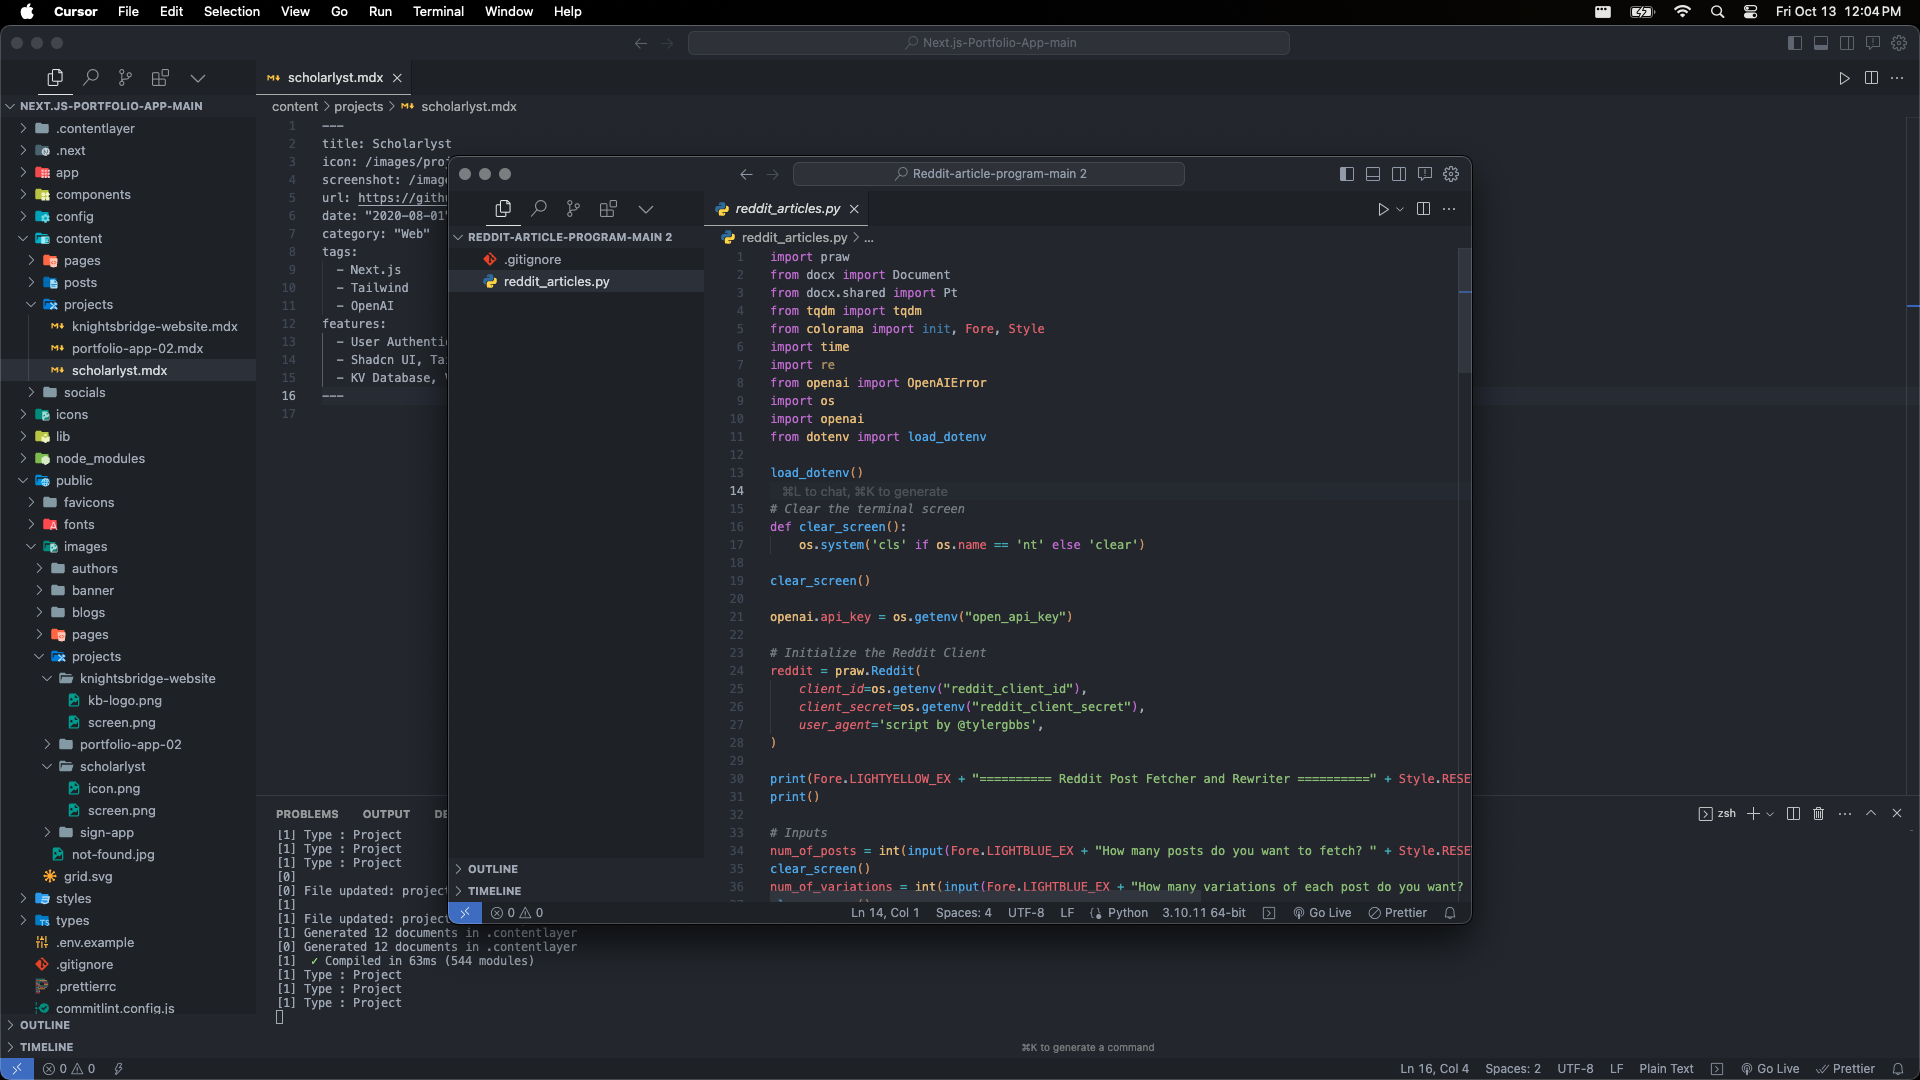 Cursor File Edit Selection View Go Run Terminal Window Help
Fri Oct 13 12:04 PM
Next.js-Portfolio-App-main
scholarlyst.mdx
NEXT.JS-PORTFOLIO-APP-MAIN
.contentlayer
.next
app
components
config
content
pages
posts
projects
knightsbridge-website.mdx
portfolio-app-02.mdx
scholarlyst.mdx
socials
icons
lib
node_modules
public
favicons
fonts
images
authors
banner
blogs
pages
projects
knightsbridge-website
kb-logo.png
screen.png
portfolio-app-02
scholarlyst
icon.png
screen.png
sign-app
not-found.jpg
grid.svg
styles
types
.env.example
.gitignore
.prettierrc
commitlint.config.js
OUTLINE
TIMELINE
content > projects > scholarlyst.mdx
1 ---
2 title: Scholarlyst
3 icon: /images/proj
4 screenshot: /image
5 url: https://githu
6 date: "2020-08-01"
7 category: "Web"
8 tags:
9 - Next.js
10 - Tailwind
11 - OpenAI
12 features:
13 - User Authentic
14 - Shadcn UI, Tai
15 - KV Database, V
16 ---
17
Reddit-article-program-main 2
reddit_articles.py
REDDIT-ARTICLE-PROGRAM-MAIN 2
.gitignore
reddit_articles.py
OUTLINE
TIMELINE
reddit_articles.py > ...
1 import praw
2 from docx import Document
3 from docx.shared import Pt
4 from tqdm import tqdm
5 from colorama import init, Fore, Style
6 import time
7 import re
8 from openai import OpenAIError
9 import os
10 import openai
11 from dotenv import load_dotenv
12
13 load_dotenv()
14 ⌘L to chat, ⌘K to generate
15 # Clear the terminal screen
16 def clear_screen():
17 os.system('cls' if os.name == 'nt' else 'clear')
18
19 clear_screen()
20
21 openai.api_key = os.getenv("open_api_key")
22
23 # Initialize the Reddit Client
24 reddit = praw.Reddit(
25 client_id=os.getenv("reddit_client_id"),
26 client_secret=os.getenv("reddit_client_secret"),
27 user_agent='script by @tylergbbs',
28 )
29
30 print(Fore.LIGHTYELLOW_EX + "========== Reddit Post Fetcher and Rewriter ==========" + Style.RESE
31 print()
32
33 # Inputs
34 num_of_posts = int(input(Fore.LIGHTBLUE_EX + "How many posts do you want to fetch? " + Style.RESE
35 clear_screen()
36 num_of_variations = int(input(Fore.LIGHTBLUE_EX + "How many variations of each post do you want?
0 0
Ln 14, Col 1 Spaces: 4 UTF-8 LF Python 3.10.11 64-bit Go Live Prettier
PROBLEMS OUTPUT DE
zsh
[1] Type : Project
[1] Type : Project
[1] Type : Project
[0]
[0] File updated: project
[1]
[1] File updated: project
[1] Generated 12 documents in .contentlayer
[0] Generated 12 documents in .contentlayer
[1] ✓ Compiled in 63ms (544 modules)
[1] Type : Project
[1] Type : Project
[1] Type : Project
⌘K to generate a command
0 0
Ln 16, Col 4 Spaces: 2 UTF-8 LF Plain Text Go Live Prettier